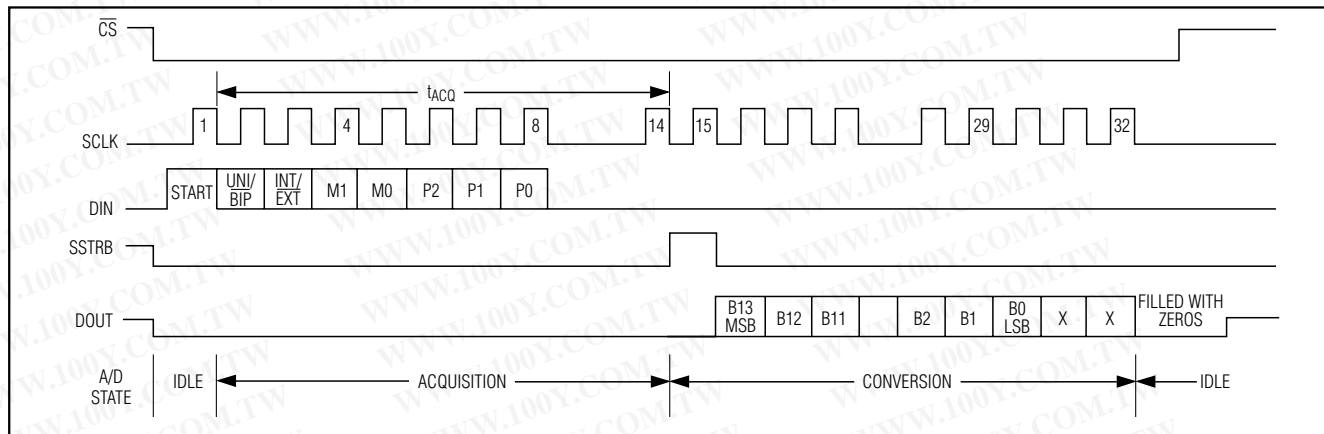 CS
tACQ
SCLK 1 4 8 14 15 29 32
DIN START UNI/ BIP INT/ EXT M1 M0 P2 P1 P0
SSTRB
DOUT B13 MSB B12 B11 B2 B1 B0 LSB X X FILLED WITH ZEROS
A/D STATE IDLE ACQUISITION CONVERSION IDLE
WWW.100Y.COM.TW